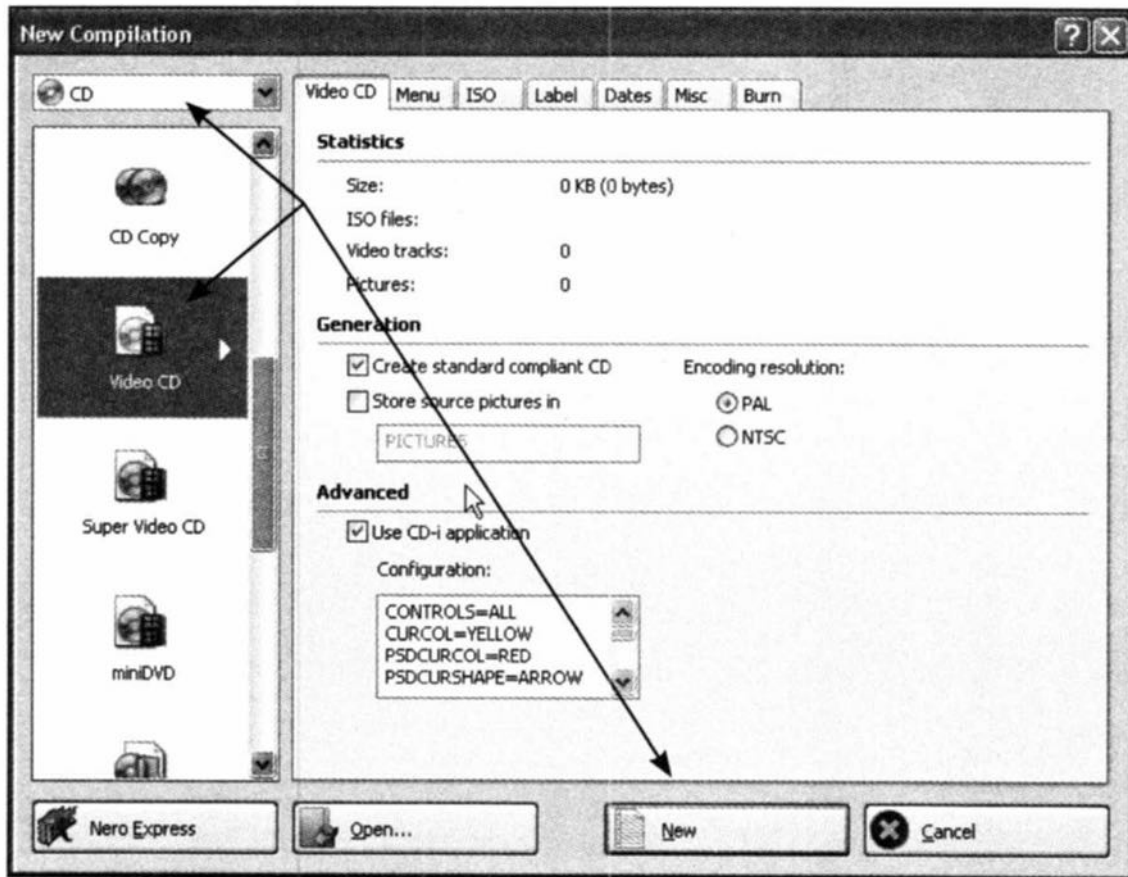 New Compilation
CD
CD Copy
Video CD
Super Video CD
miniDVD
Video CD Menu ISO Label Dates Misc Burn
Statistics
Size: 0 KB (0 bytes)
ISO files:
Video tracks: 0
Pictures: 0
Generation
Create standard compliant CD Encoding resolution:
Store source pictures in PAL
PICTURES NTSC
Advanced
Use CD-i application
Configuration:
CONTROLS=ALL
CURCOL=YELLOW
PSDCURCOL=RED
PSDCURSHAPE=ARROW
Nero Express Open... New Cancel